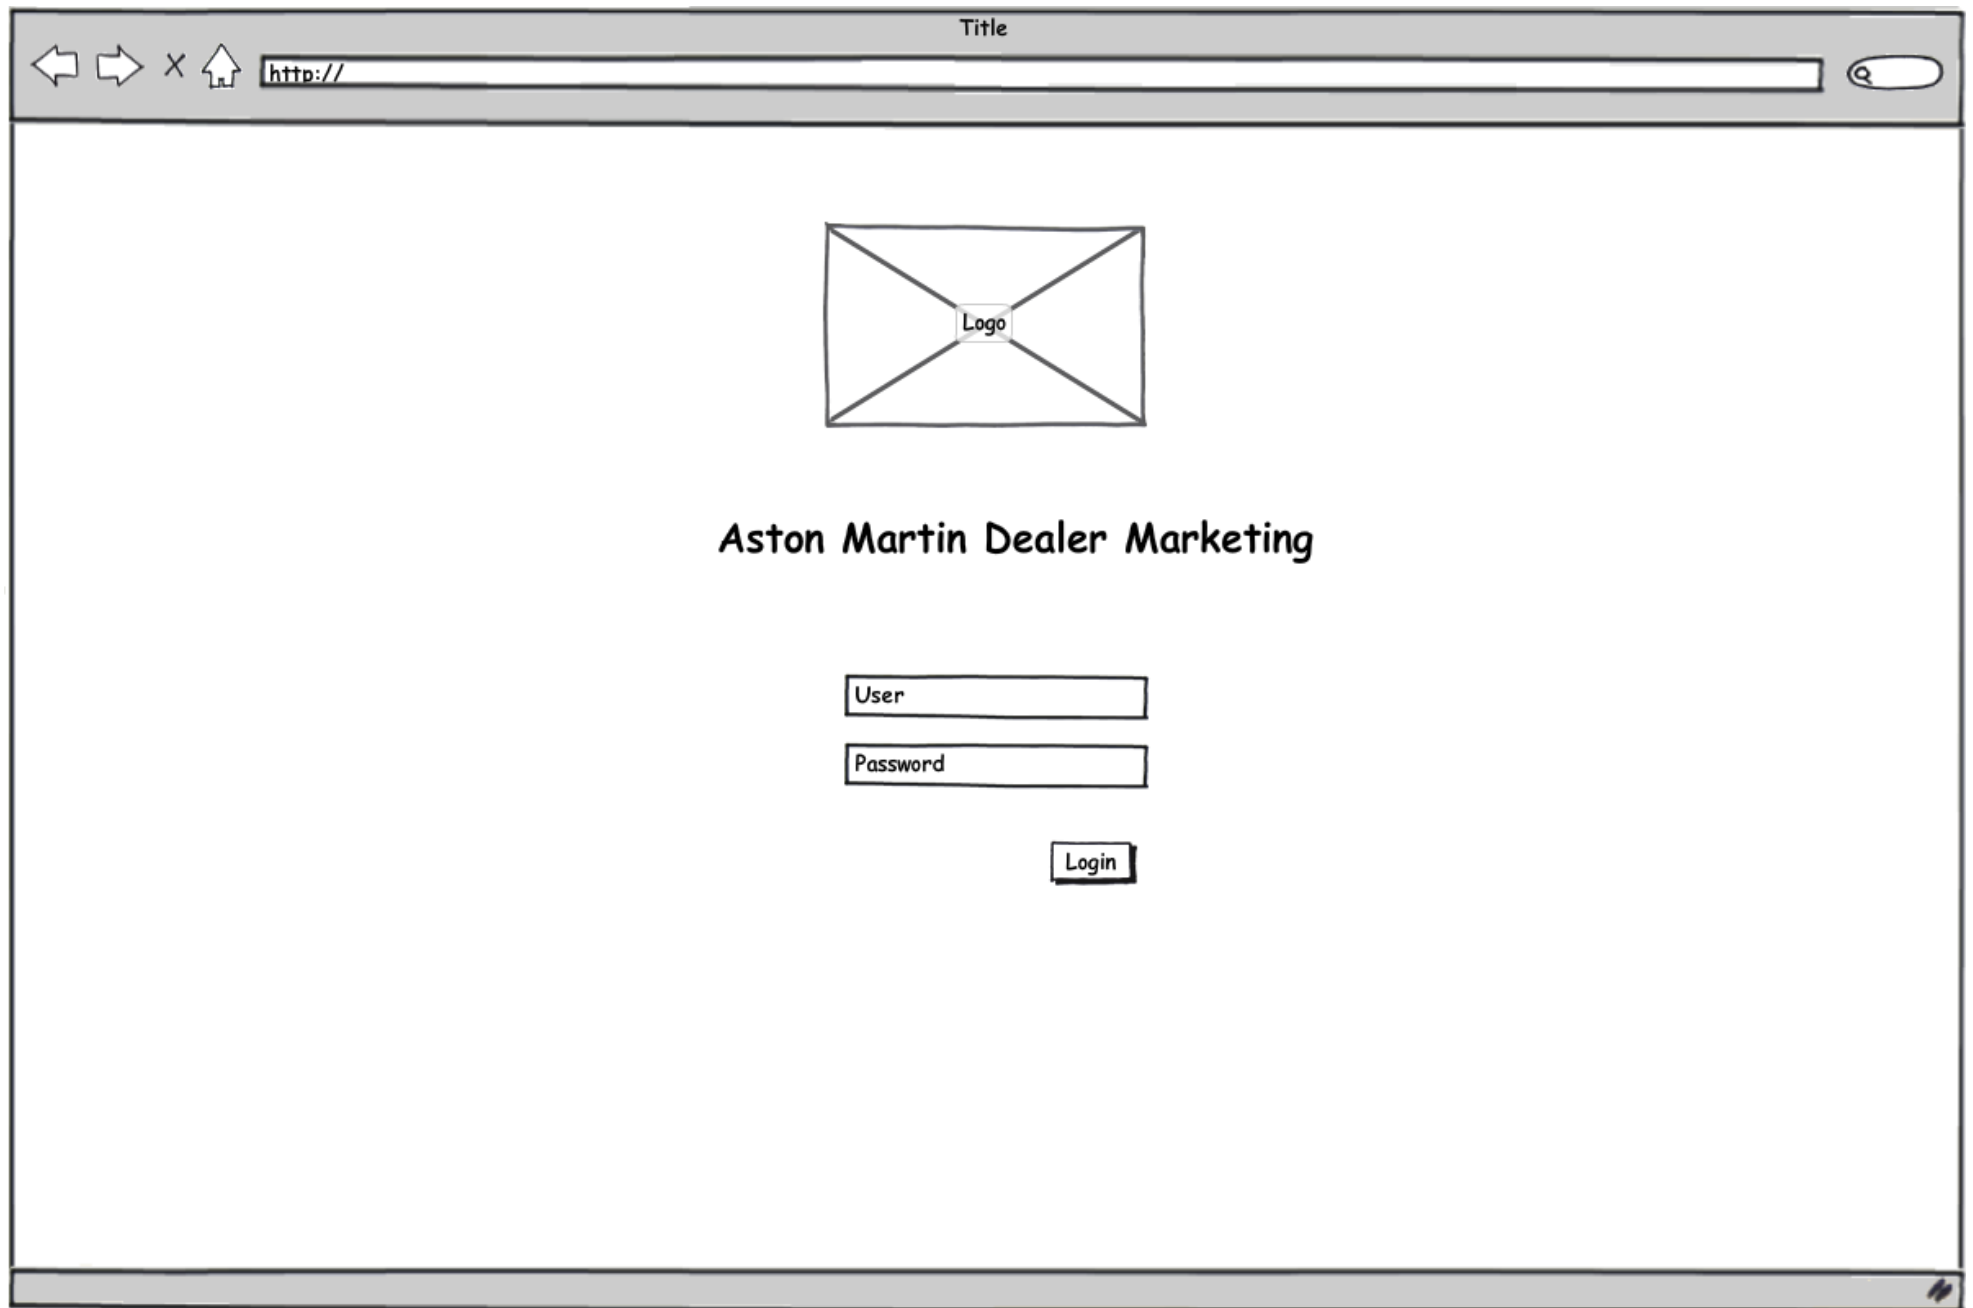 Title
http://
Logo
Aston Martin Dealer Marketing
User
Password
Login